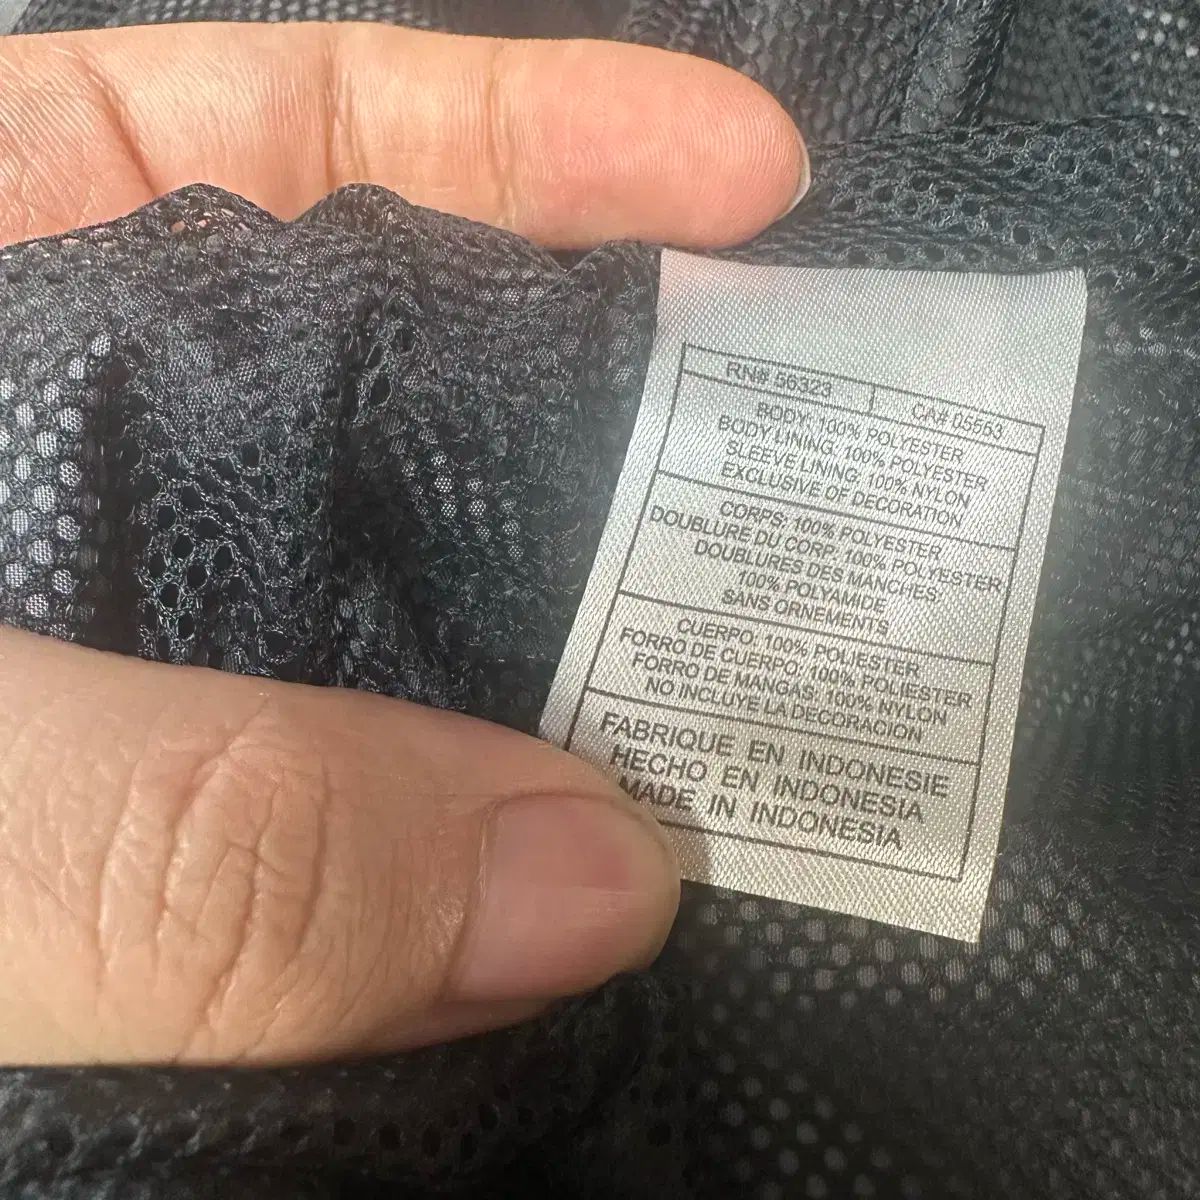 RN# 56323 CA# 05553
BODY: 100% POLYESTER
BODY LINING: 100% POLYESTER
SLEEVE LINING: 100% NYLON
EXCLUSIVE OF DECORATION
CORPS: 100% POLYESTER
DOUBLURE DU CORP: 100% POLYESTER
DOUBLURES DES MANCHES:
100% POLYAMIDE
SANS ORNEMENTS
CUERPO: 100% POLIESTER
FORRO DE CUERPO: 100% POLIESTER
FORRO DE MANGAS: 100% NYLON
NO INCLUYE LA DECORACION
FABRIQUE EN INDONESIE
HECHO EN INDONESIA
MADE IN INDONESIA